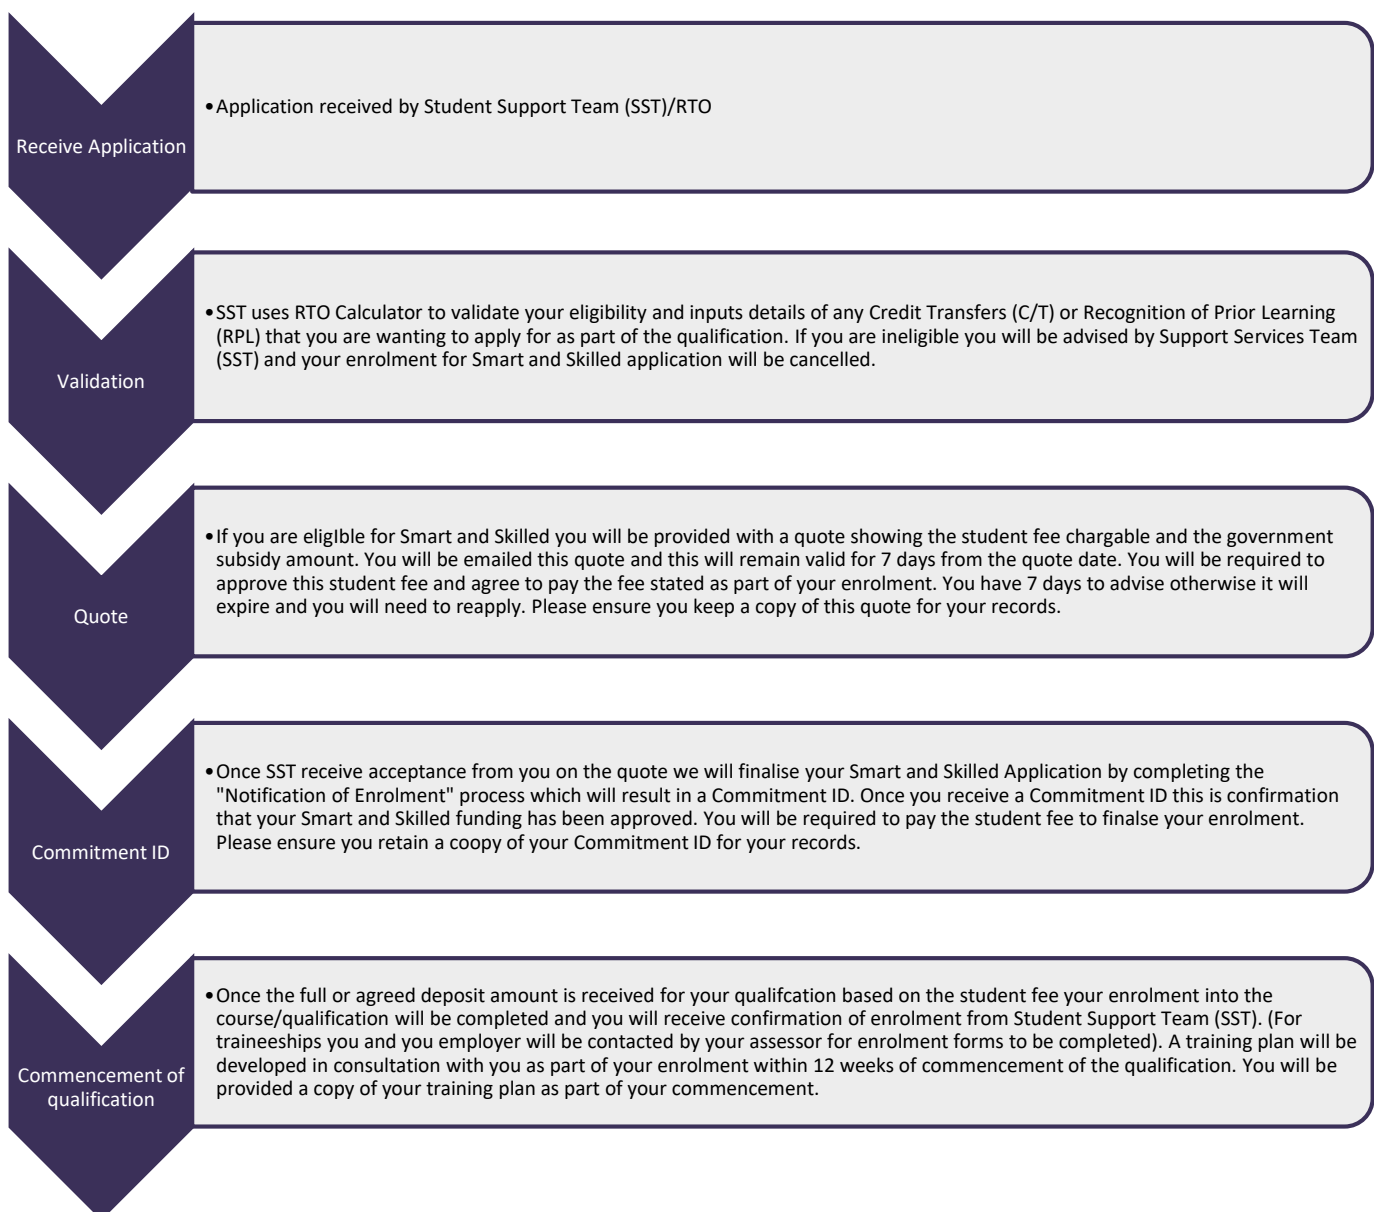 Receive Application
•Application received by Student Support Team (SST)/RTO
Validation
•SST uses RTO Calculator to validate your eligibility and inputs details of any Credit Transfers (C/T) or Recognition of Prior Learning
(RPL) that you are wanting to apply for as part of the qualification. If you are ineligible you will be advised by Support Services Team
(SST) and your enrolment for Smart and Skilled application will be cancelled.
Quote
•If you are eligIble for Smart and Skilled you will be provided with a quote showing the student fee chargable and the government
subsidy amount. You will be emailed this quote and this will remain valid for 7 days from the quote date. You will be required to
approve this student fee and agree to pay the fee stated as part of your enrolment. You have 7 days to advise otherwise it will
expire and you will need to reapply. Please ensure you keep a copy of this quote for your records.
Commitment ID
•Once SST receive acceptance from you on the quote we will finalise your Smart and Skilled Application by completing the
"Notification of Enrolment" process which will result in a Commitment ID. Once you receive a Commitment ID this is confirmation
that your Smart and Skilled funding has been approved. You will be required to pay the student fee to finalse your enrolment.
Please ensure you retain a coopy of your Commitment ID for your records.
Commencement of
qualification
•Once the full or agreed deposit amount is received for your qualifcation based on the student fee your enrolment into the
course/qualification will be completed and you will receive confirmation of enrolment from Student Support Team (SST). (For
traineeships you and you employer will be contacted by your assessor for enrolment forms to be completed). A training plan will be
developed in consultation with you as part of your enrolment within 12 weeks of commencement of the qualification. You will be
provided a copy of your training plan as part of your commencement.